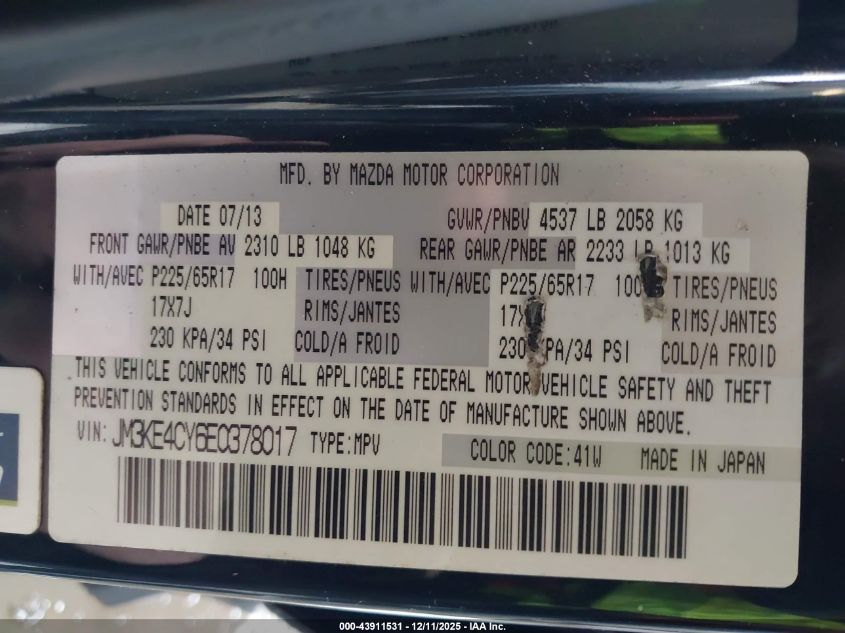 MFD. BY MAZDA MOTOR CORPORATION
DATE 07/13 GVWR/PNBV 4537 LB 2058 KG
FRONT GAWR/PNBE AV 2310 LB 1048 KG REAR GAWR/PNBE AR 2233 LB 1013 KG
WITH/AVEC P225/65R17 100H TIRES/PNEUS WITH/AVEC P225/65R17 TIRES/PNEUS
17X7J RIMS/JANTES RIMS/JANTES
230 KPA/34 PSI COLD/A FROID 230 KPA/34 PSI COLD/A FROID
THIS VEHICLE CONFORMS TO ALL APPLICABLE FEDERAL MOTOR VEHICLE SAFETY AND THEFT
PREVENTION STANDARDS IN EFFECT ON THE DATE OF MANUFACTURE SHOWN ABOVE.
VIN: JM3KE4CY6E0378017 TYPE:MPV COLOR CODE:41W MADE IN JAPAN
000-43911531 - 12/11/2025 - IAA Inc.